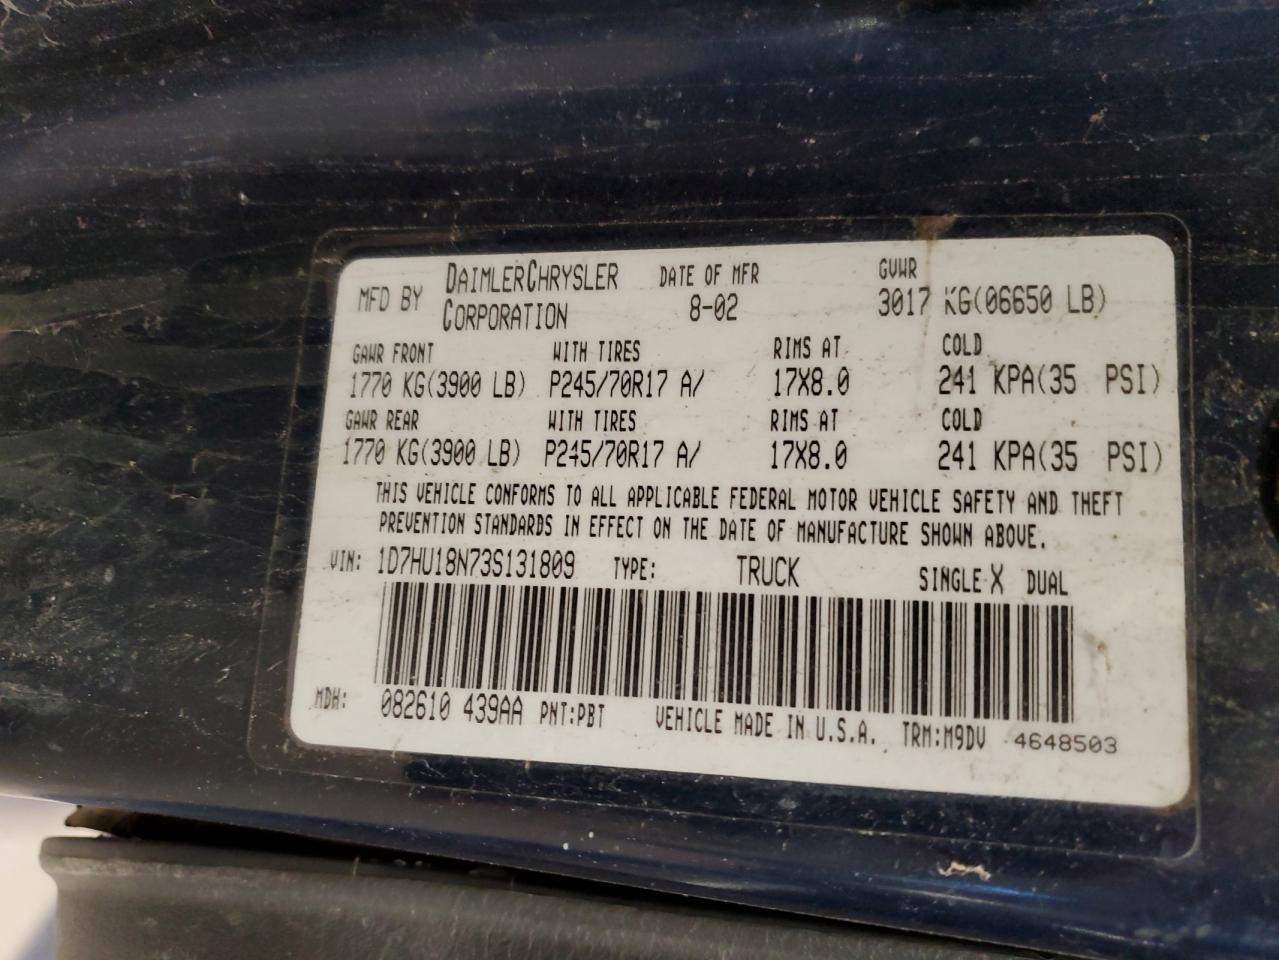 MFD BY DAIMLERCHRYSLER CORPORATION DATE OF MFR 8-02 GVWR 3017 KG(06650 LB)
GAWR FRONT WITH TIRES RIMS AT COLD
1770 KG(3900 LB) P245/70R17 A/ 17X8.0 241 KPA(35 PSI)
GAWR REAR WITH TIRES RIMS AT COLD
1770 KG(3900 LB) P245/70R17 A/ 17X8.0 241 KPA(35 PSI)
THIS VEHICLE CONFORMS TO ALL APPLICABLE FEDERAL MOTOR VEHICLE SAFETY AND THEFT
PREVENTION STANDARDS IN EFFECT ON THE DATE OF MANUFACTURE SHOWN ABOVE.
VIN: 1D7HU18N73S131809 TYPE: TRUCK SINGLE X DUAL
MDH: 082610 439AA PNT:PBT VEHICLE MADE IN U.S.A. TRM:M9DV 4648503